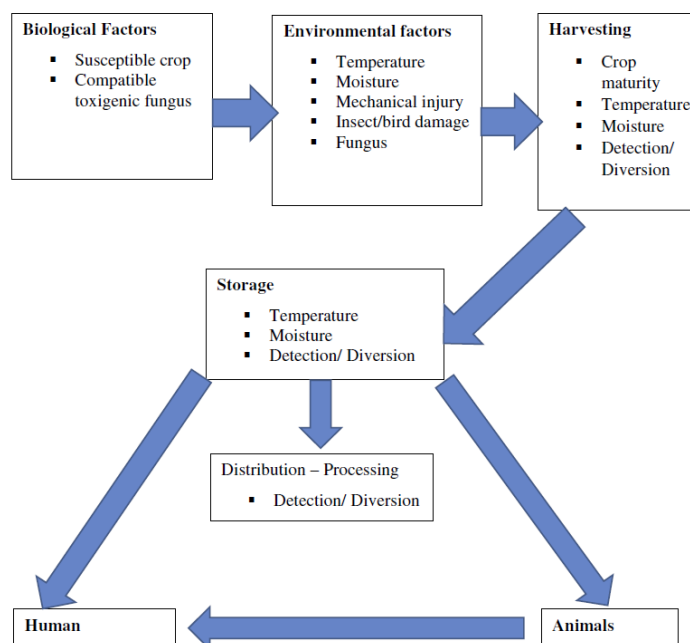 Biological Factors
▪ Susceptible crop
▪ Compatible
toxigenic fungus
Environmental factors
▪ Temperature
▪ Moisture
▪ Mechanical injury
▪ Insect/bird damage
▪ Fungus
Harvesting
▪ Crop
maturity
▪ Temperature
▪ Moisture
▪ Detection/
Diversion
Storage
▪ Temperature
▪ Moisture
▪ Detection/ Diversion
Distribution – Processing
▪ Detection/ Diversion
Human
Animals